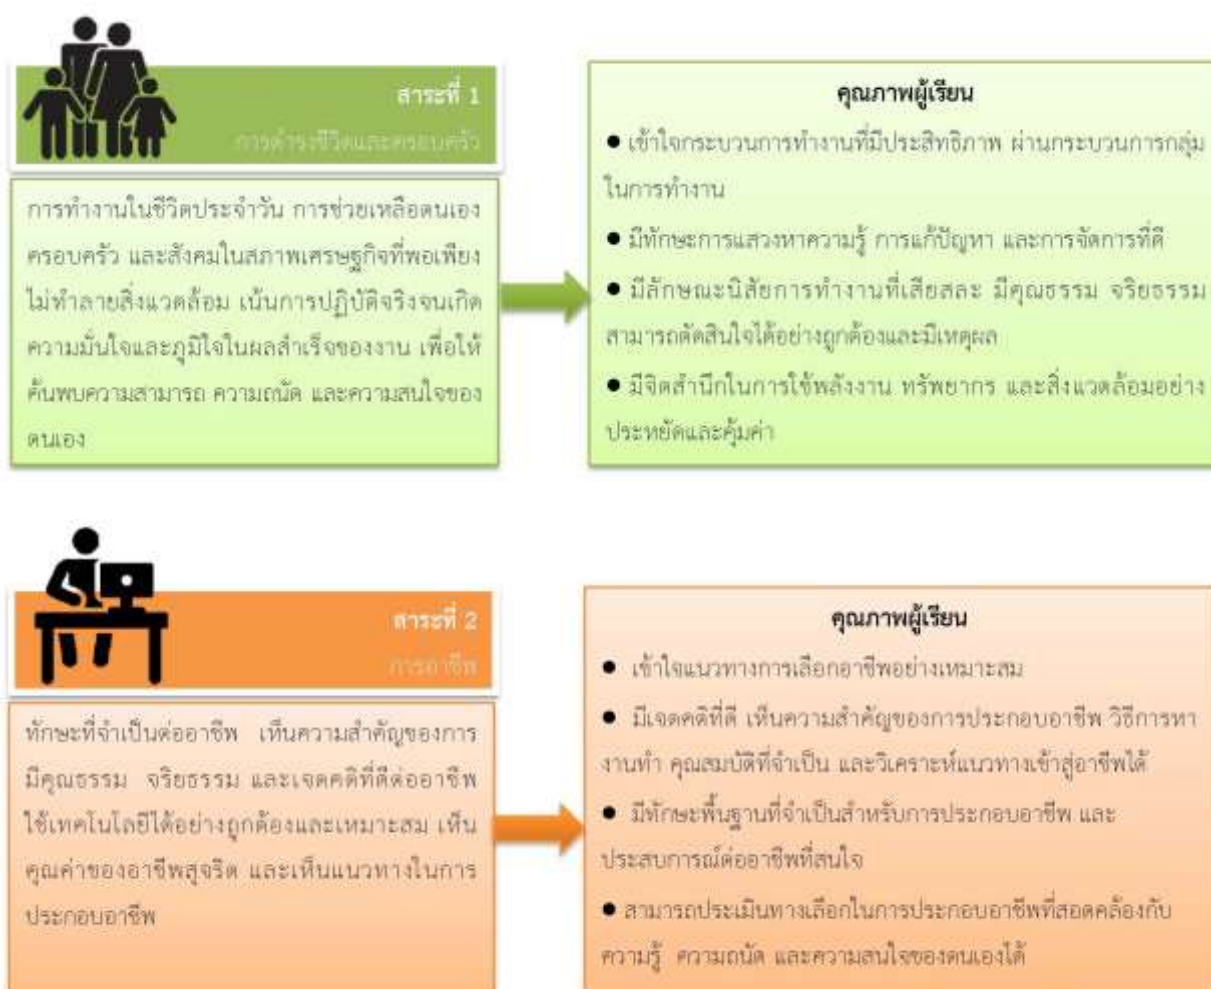 สาระที่ 1
การดำรงชีวิตและครอบครัว
การทำงานในชีวิตประจำวัน การช่วยเหลือตนเอง
ครอบครัว และสังคมในสภาพเศรษฐกิจที่พอเพียง
ไม่ทำลายสิ่งแวดล้อม เน้นการปฏิบัติจริงจนเกิด
ความมั่นใจและภูมิใจในผลสำเร็จของงาน เพื่อให้
ค้นพบความสามารถ ความถนัด และความสนใจของ
ตนเอง
คุณภาพผู้เรียน
● เข้าใจกระบวนการทำงานที่มีประสิทธิภาพ ผ่านกระบวนการกลุ่ม
ในการทำงาน
● มีทักษะการแสวงหาความรู้ การแก้ปัญหา และการจัดการที่ดี
● มีลักษณะนิสัยการทำงานที่เสียสละ มีคุณธรรม จริยธรรม
สามารถตัดสินใจได้อย่างถูกต้องและมีเหตุผล
● มีจิตสำนึกในการใช้พลังงาน ทรัพยากร และสิ่งแวดล้อมอย่าง
ประหยัดและคุ้มค่า
สาระที่ 2
การอาชีพ
ทักษะที่จำเป็นต่ออาชีพ เห็นความสำคัญของการ
มีคุณธรรม จริยธรรม และเจตคติที่ดีต่ออาชีพ
ใช้เทคโนโลยีได้อย่างถูกต้องและเหมาะสม เห็น
คุณค่าของอาชีพสุจริต และเห็นแนวทางในการ
ประกอบอาชีพ
คุณภาพผู้เรียน
● เข้าใจแนวทางการเลือกอาชีพอย่างเหมาะสม
● มีเจตคติที่ดี เห็นความสำคัญของการประกอบอาชีพ วิธีการหา
งานทำ คุณสมบัติที่จำเป็น และวิเคราะห์แนวทางเข้าสู่อาชีพได้
● มีทักษะพื้นฐานที่จำเป็นสำหรับการประกอบอาชีพ และ
ประสบการณ์ต่ออาชีพที่สนใจ
● สามารถประเมินทางเลือกในการประกอบอาชีพที่สอดคล้องกับ
ความรู้ ความถนัด และความสนใจของตนเองได้